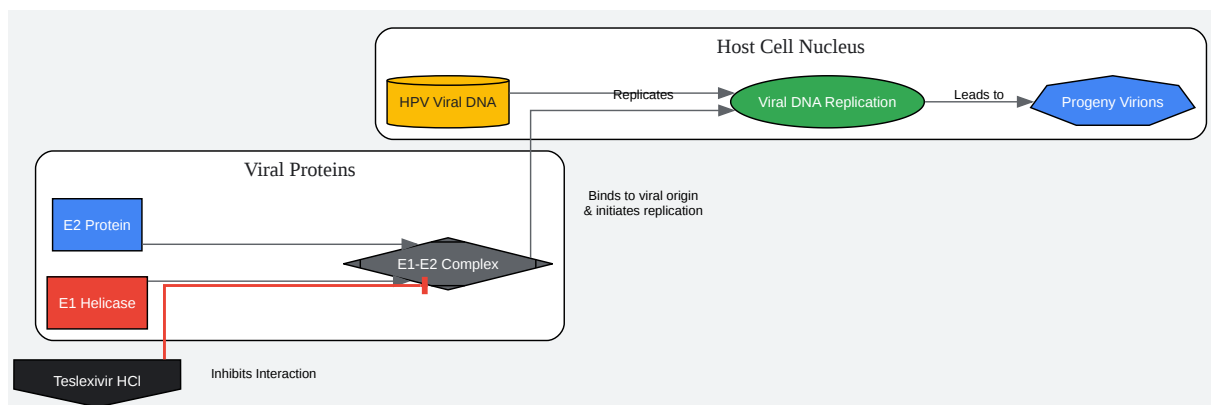 Host Cell Nucleus
HPV Viral DNA
Replicates
Viral DNA Replication
Leads to
Progeny Virions
Viral Proteins
E2 Protein
Binds to viral origin
& initiates replication
E1-E2 Complex
E1 Helicase
Teslexivir HCl
Inhibits Interaction